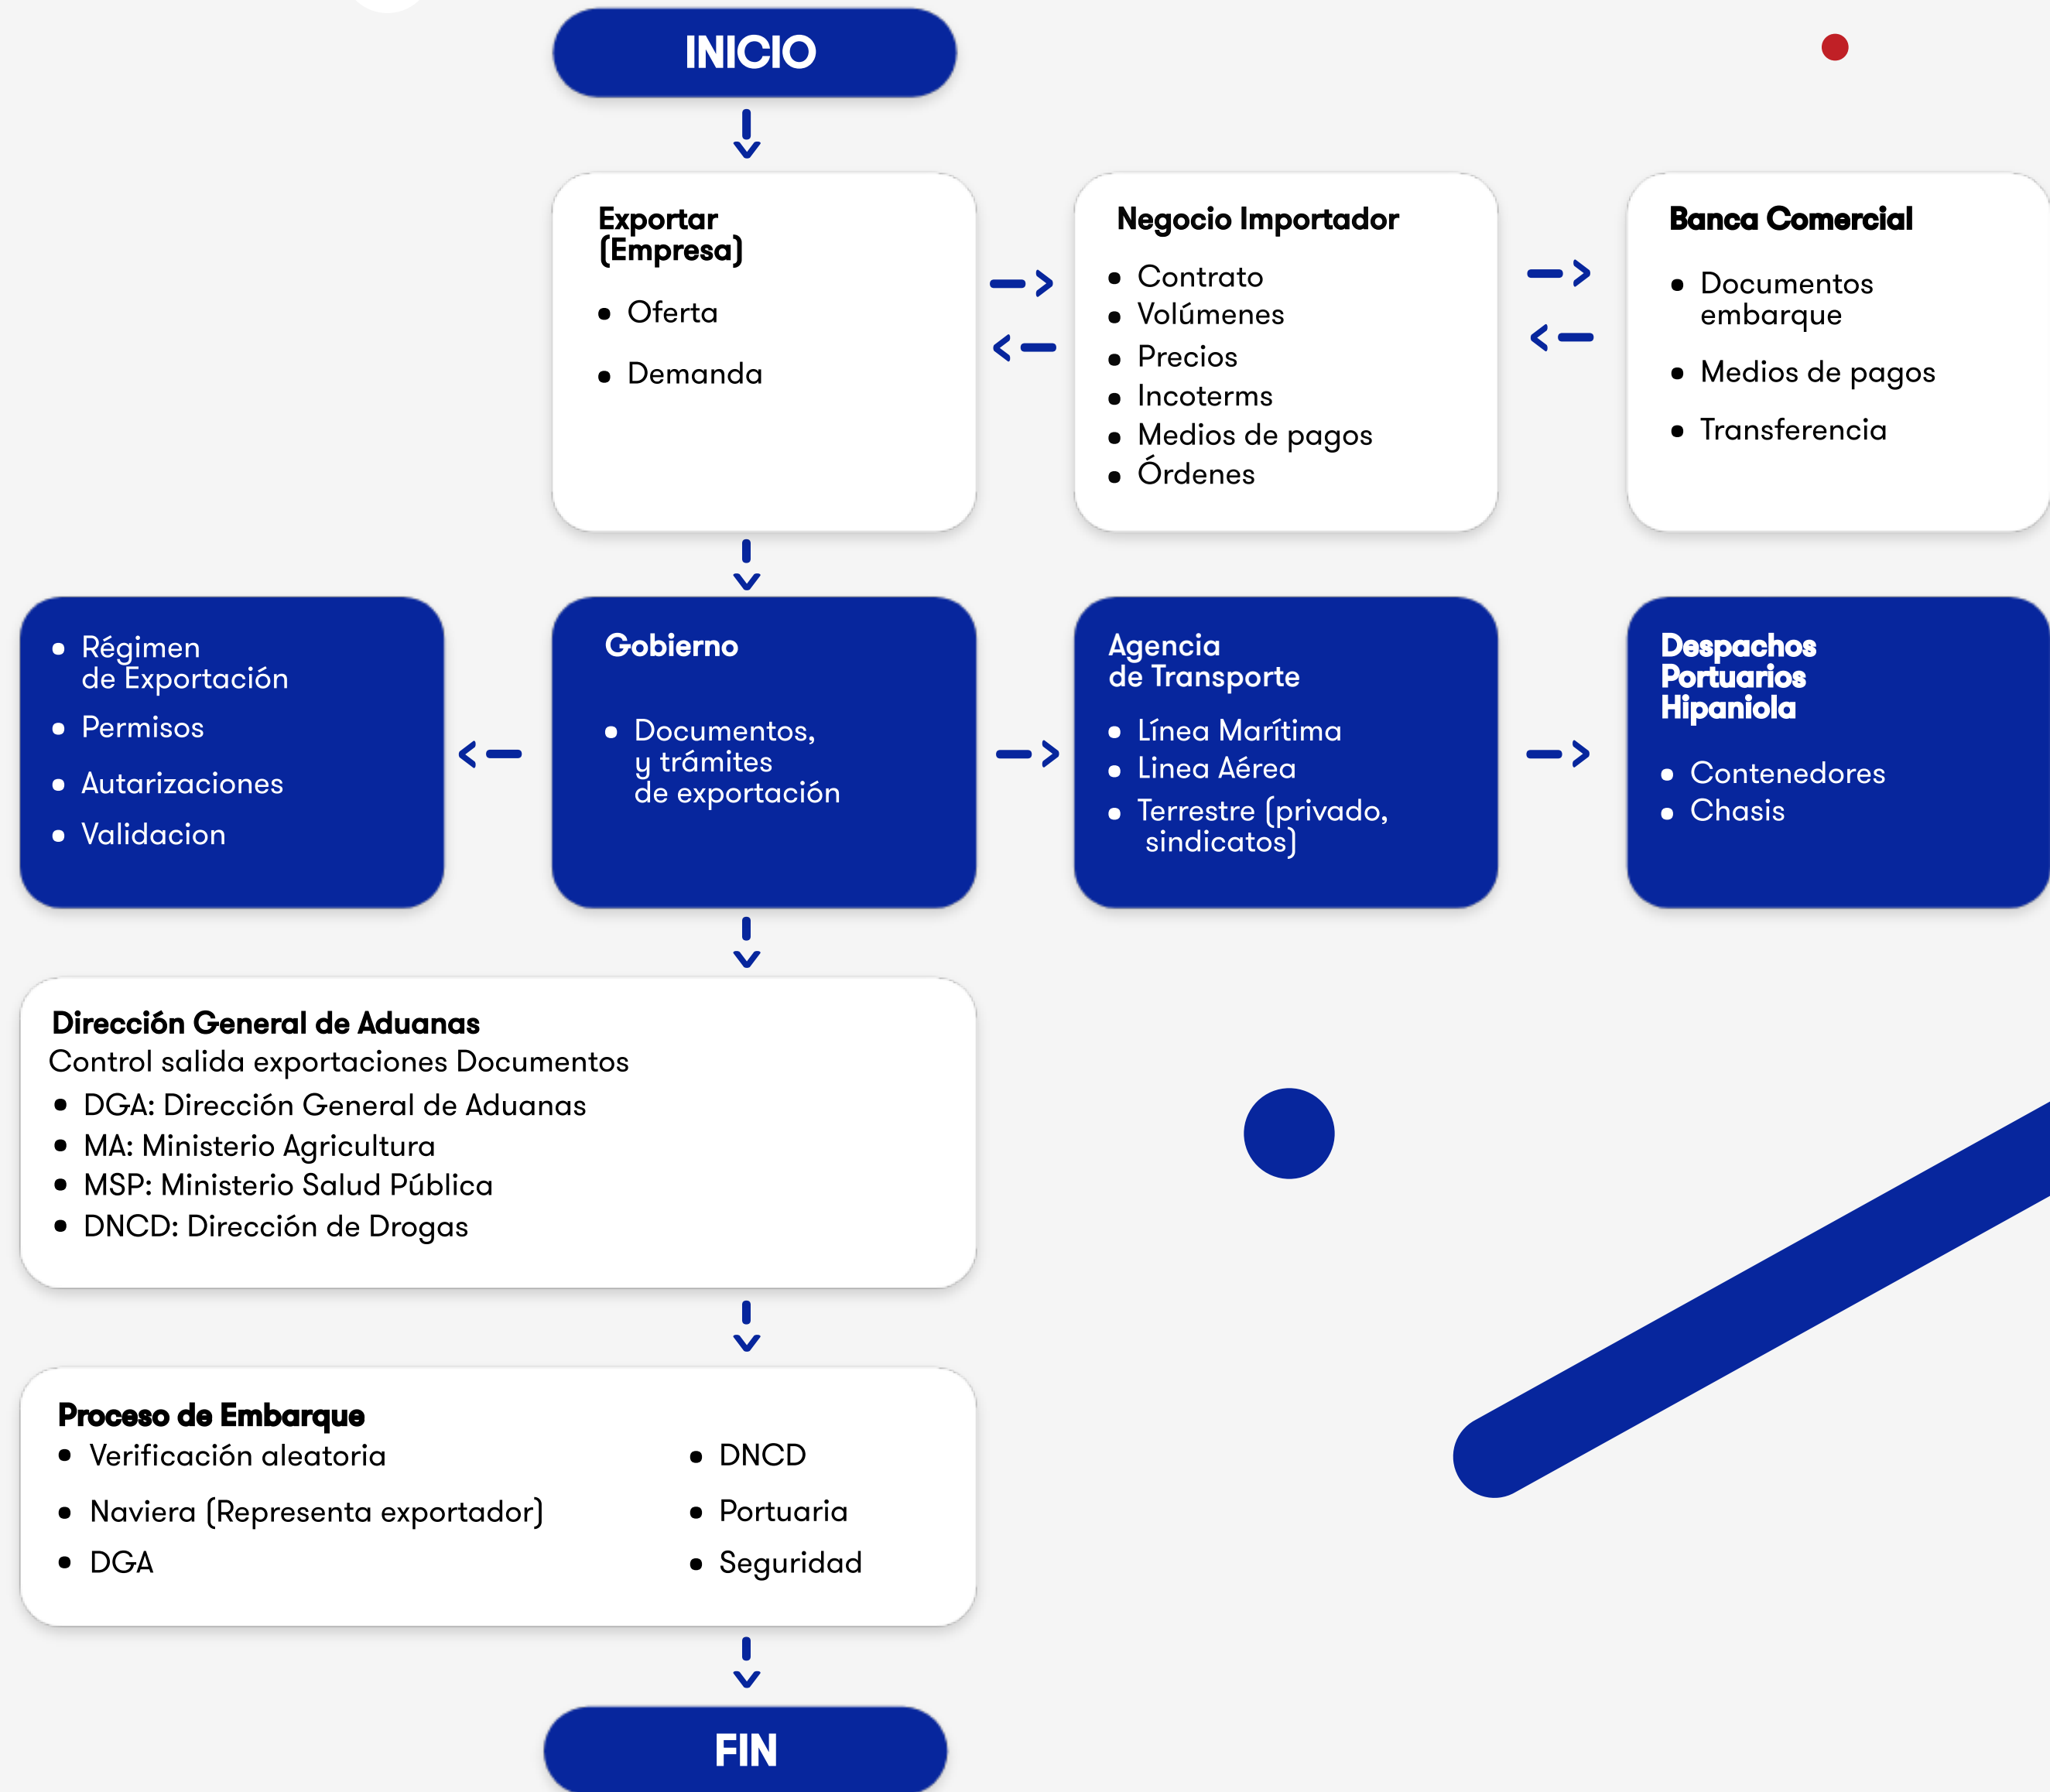 INICIO
Exportar
(Empresa)
Oferta
Demanda
Negocio Importador
Contrato
Volúmenes
Precios
Incoterms
Medios de pagos
Órdenes
Banca Comercial
Documentos
embarque
Medios de pagos
Transferencia
Régimen
de Exportación
Permisos
Autarizaciones
Validacion
Gobierno
Documentos,
y trámites
de exportación
Agencia
de Transporte
Línea Marítima
Linea Aérea
Terrestre (privado,
sindicatos)
Despachos
Portuarios
Hipaniola
Contenedores
Chasis
Dirección General de Aduanas
Control salida exportaciones Documentos
DGA: Dirección General de Aduanas
MA: Ministerio Agricultura
MSP: Ministerio Salud Pública
DNCD: Dirección de Drogas
Proceso de Embarque
Verificación aleatoria
Naviera (Representa exportador)
DGA
DNCD
Portuaria
Seguridad
FIN